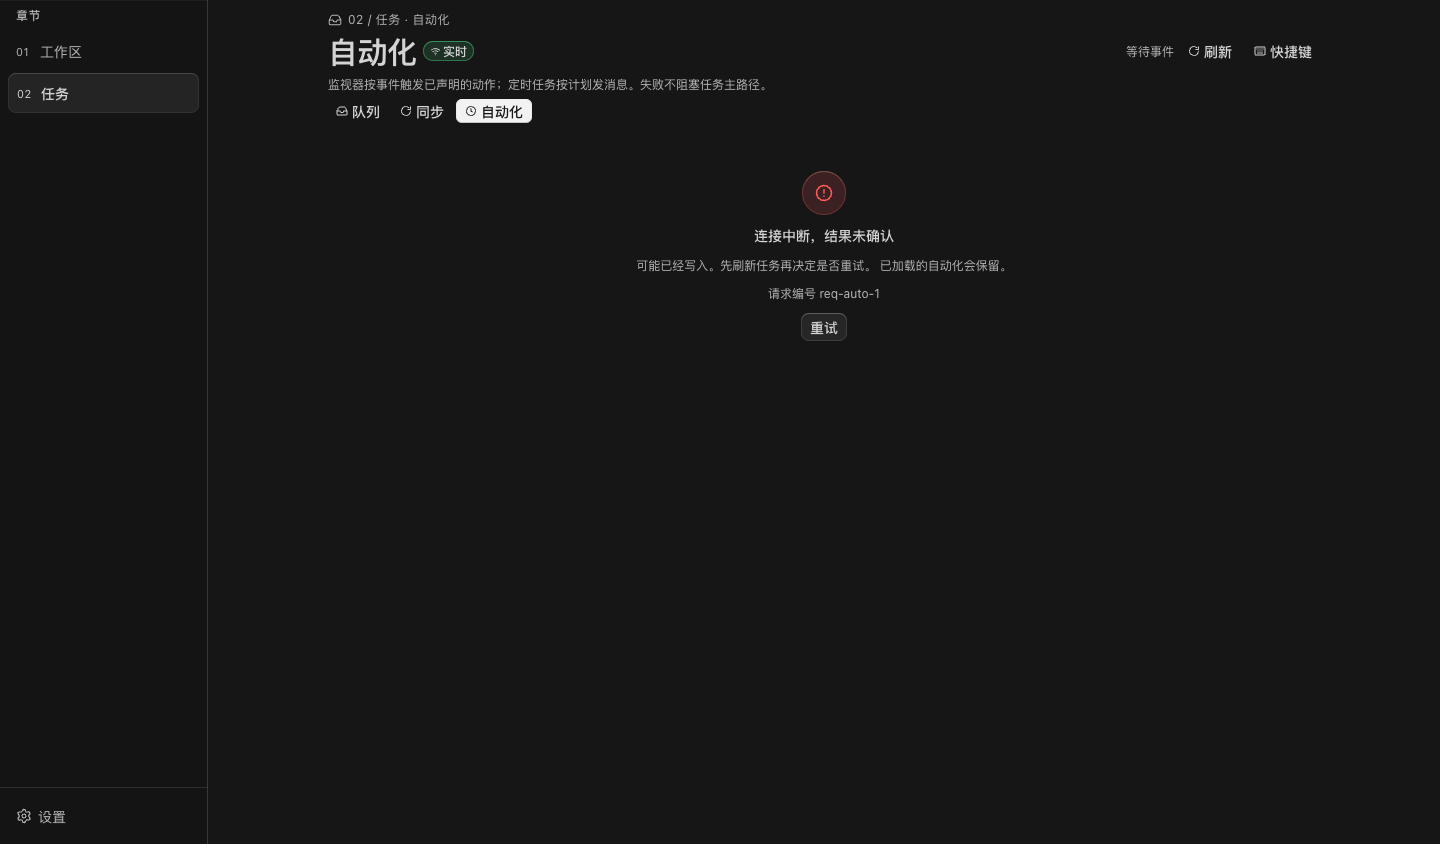 章节
01 工作区
02 任务
设置
02 / 任务 · 自动化
自动化 实时
等待事件 刷新 快捷键
监视器按事件触发已声明的动作；定时任务按计划发消息。失败不阻塞任务主路径。
队列 同步 自动化
连接中断，结果未确认
可能已经写入。先刷新任务再决定是否重试。 已加载的自动化会保留。
请求编号 req-auto-1
重试